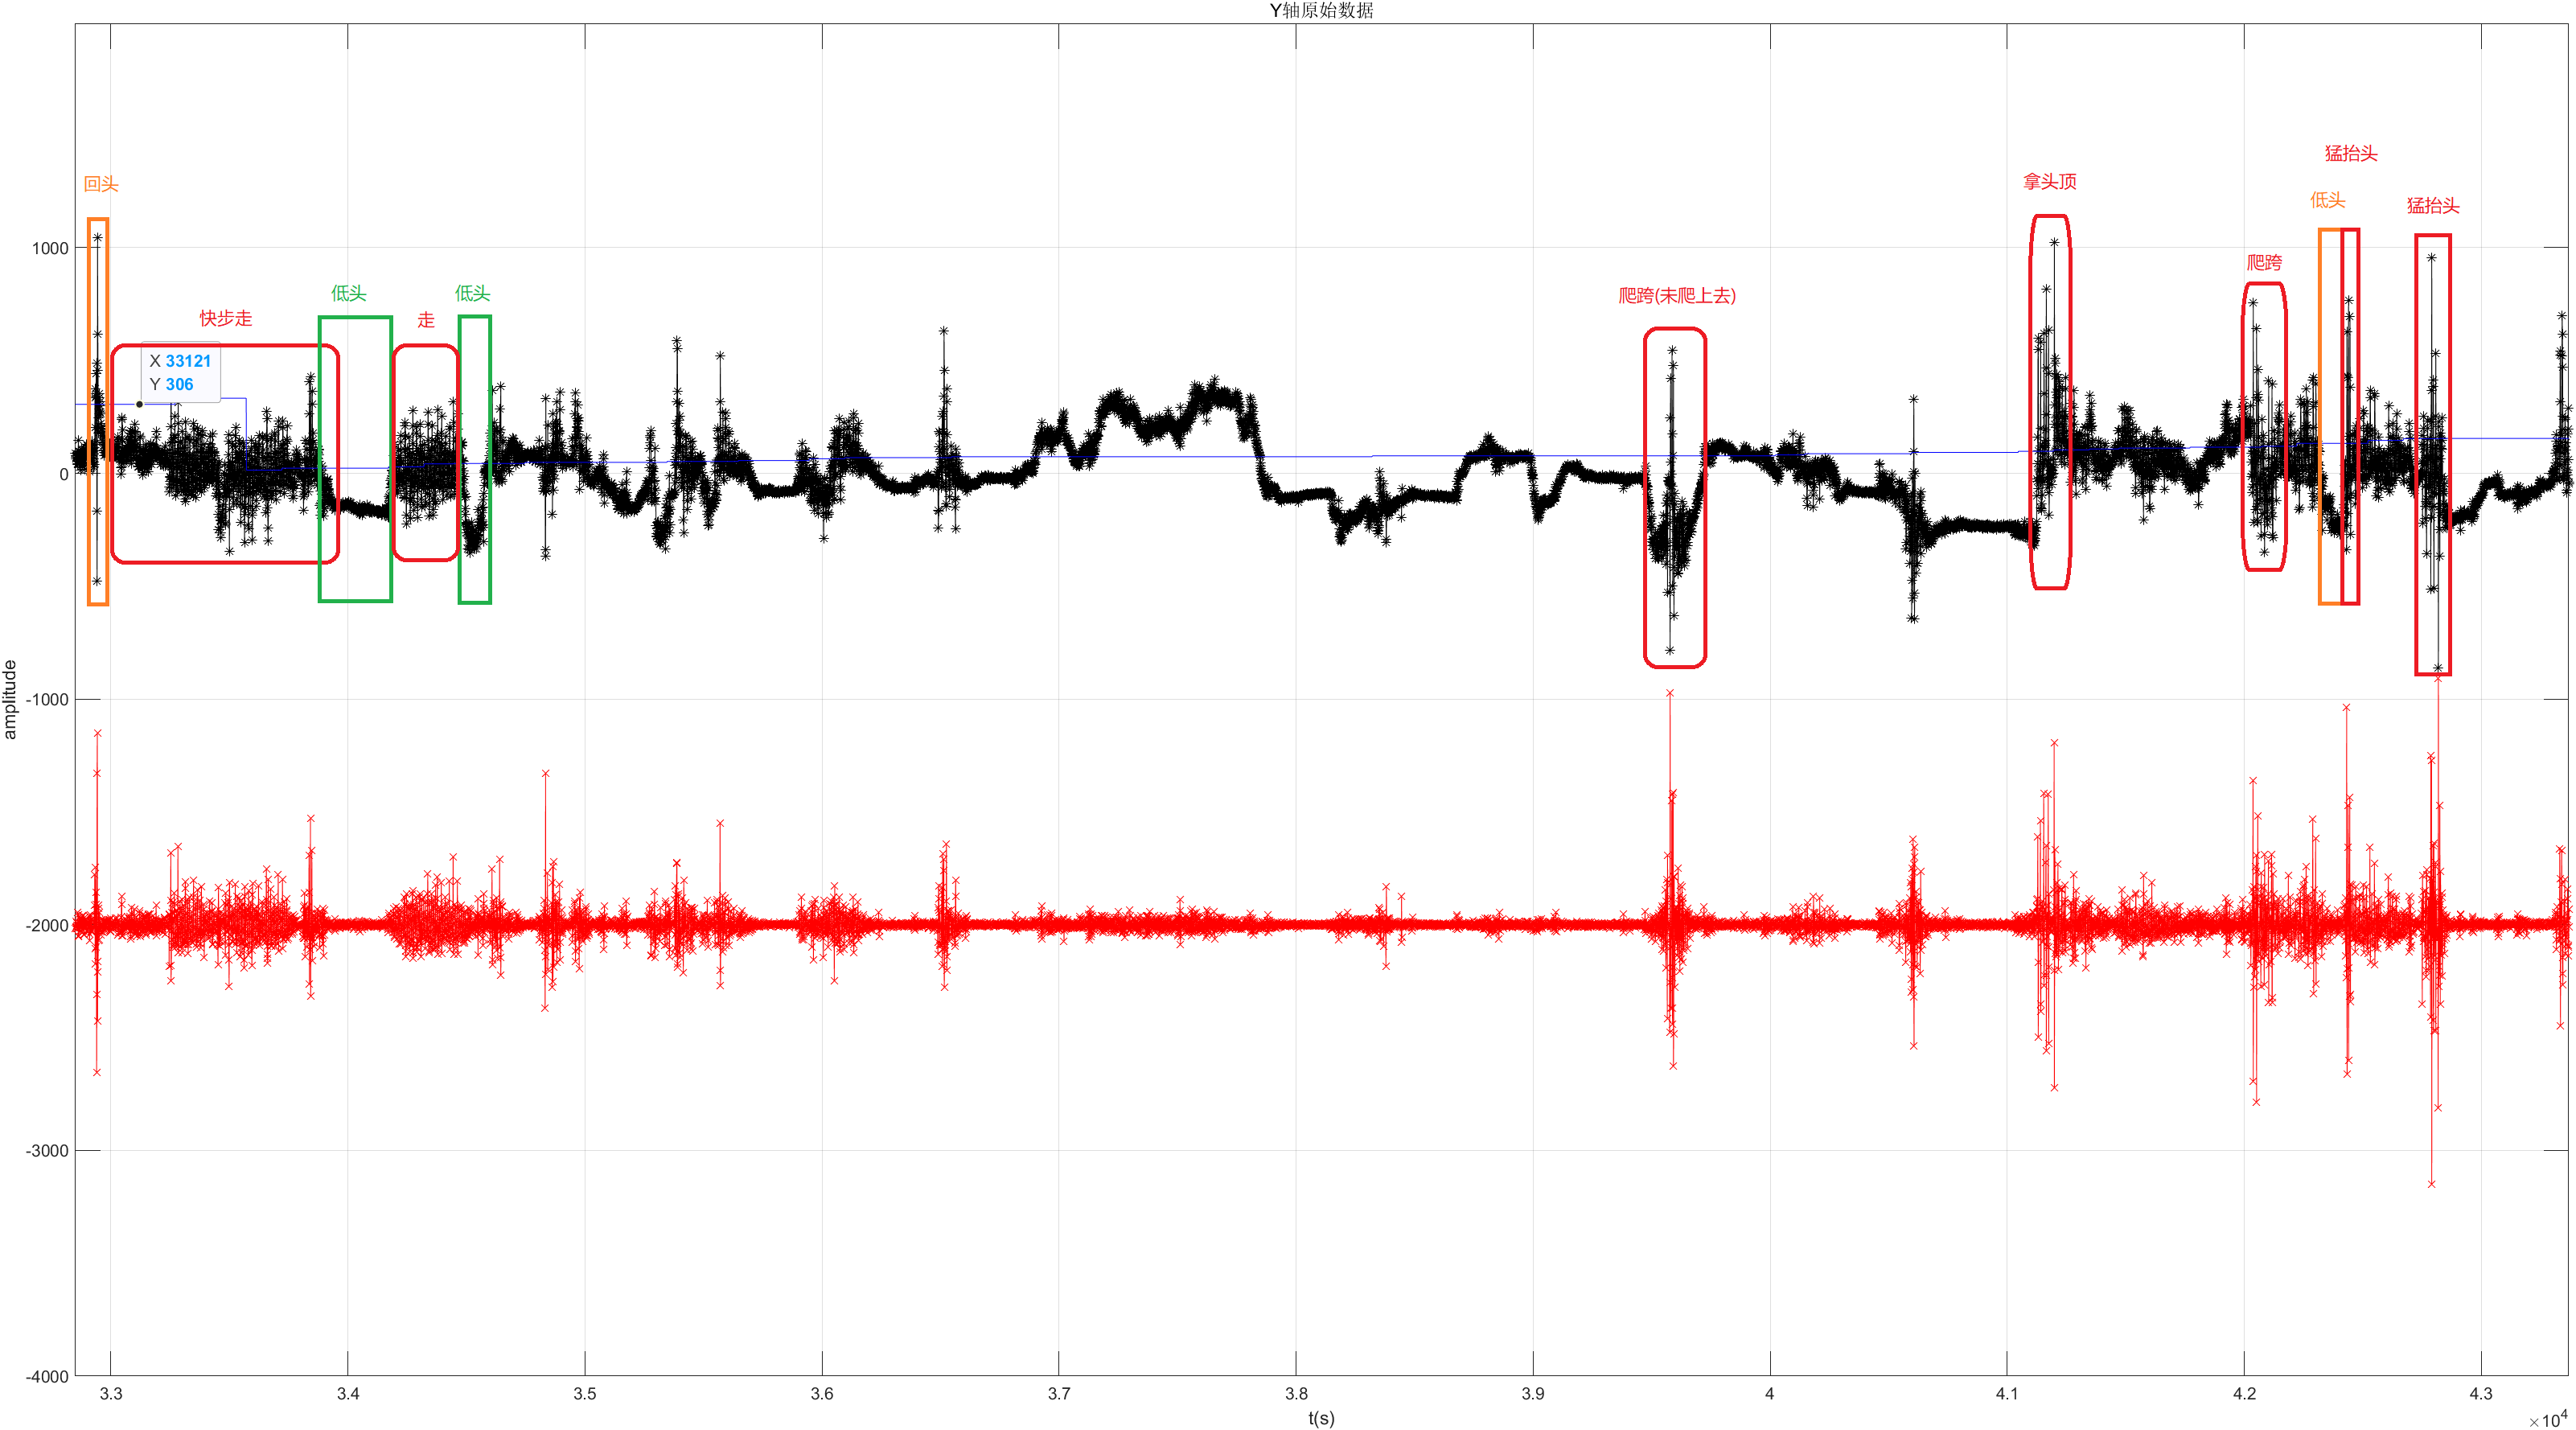 Y轴原始数据
猛抬头
回头
拿头顶
低头
猛抬头
爬跨
低头
低头
爬跨(未爬上去)
快步走
走
X 33121
Y 306
1000
0
-1000
-2000
-3000
-4000
amplitude
3.3
3.4
3.5
3.6
3.7
3.8
3.9
4
4.1
4.2
4.3
t(s)
×10⁴